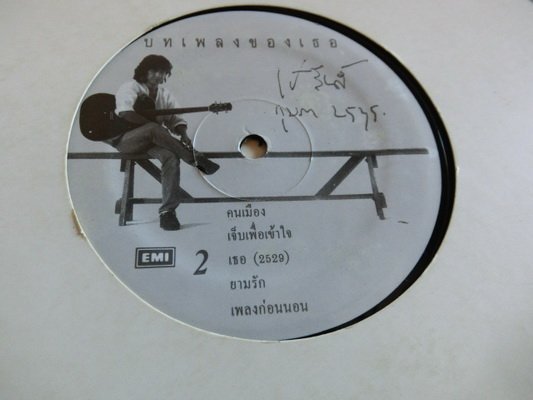 บทเพลงของเธอ
คนเมือง
เจ็บเพื่อเข้าใจ
EMI 2 เธอ (2529)
ยามรัก
เพลงก่อนนอน